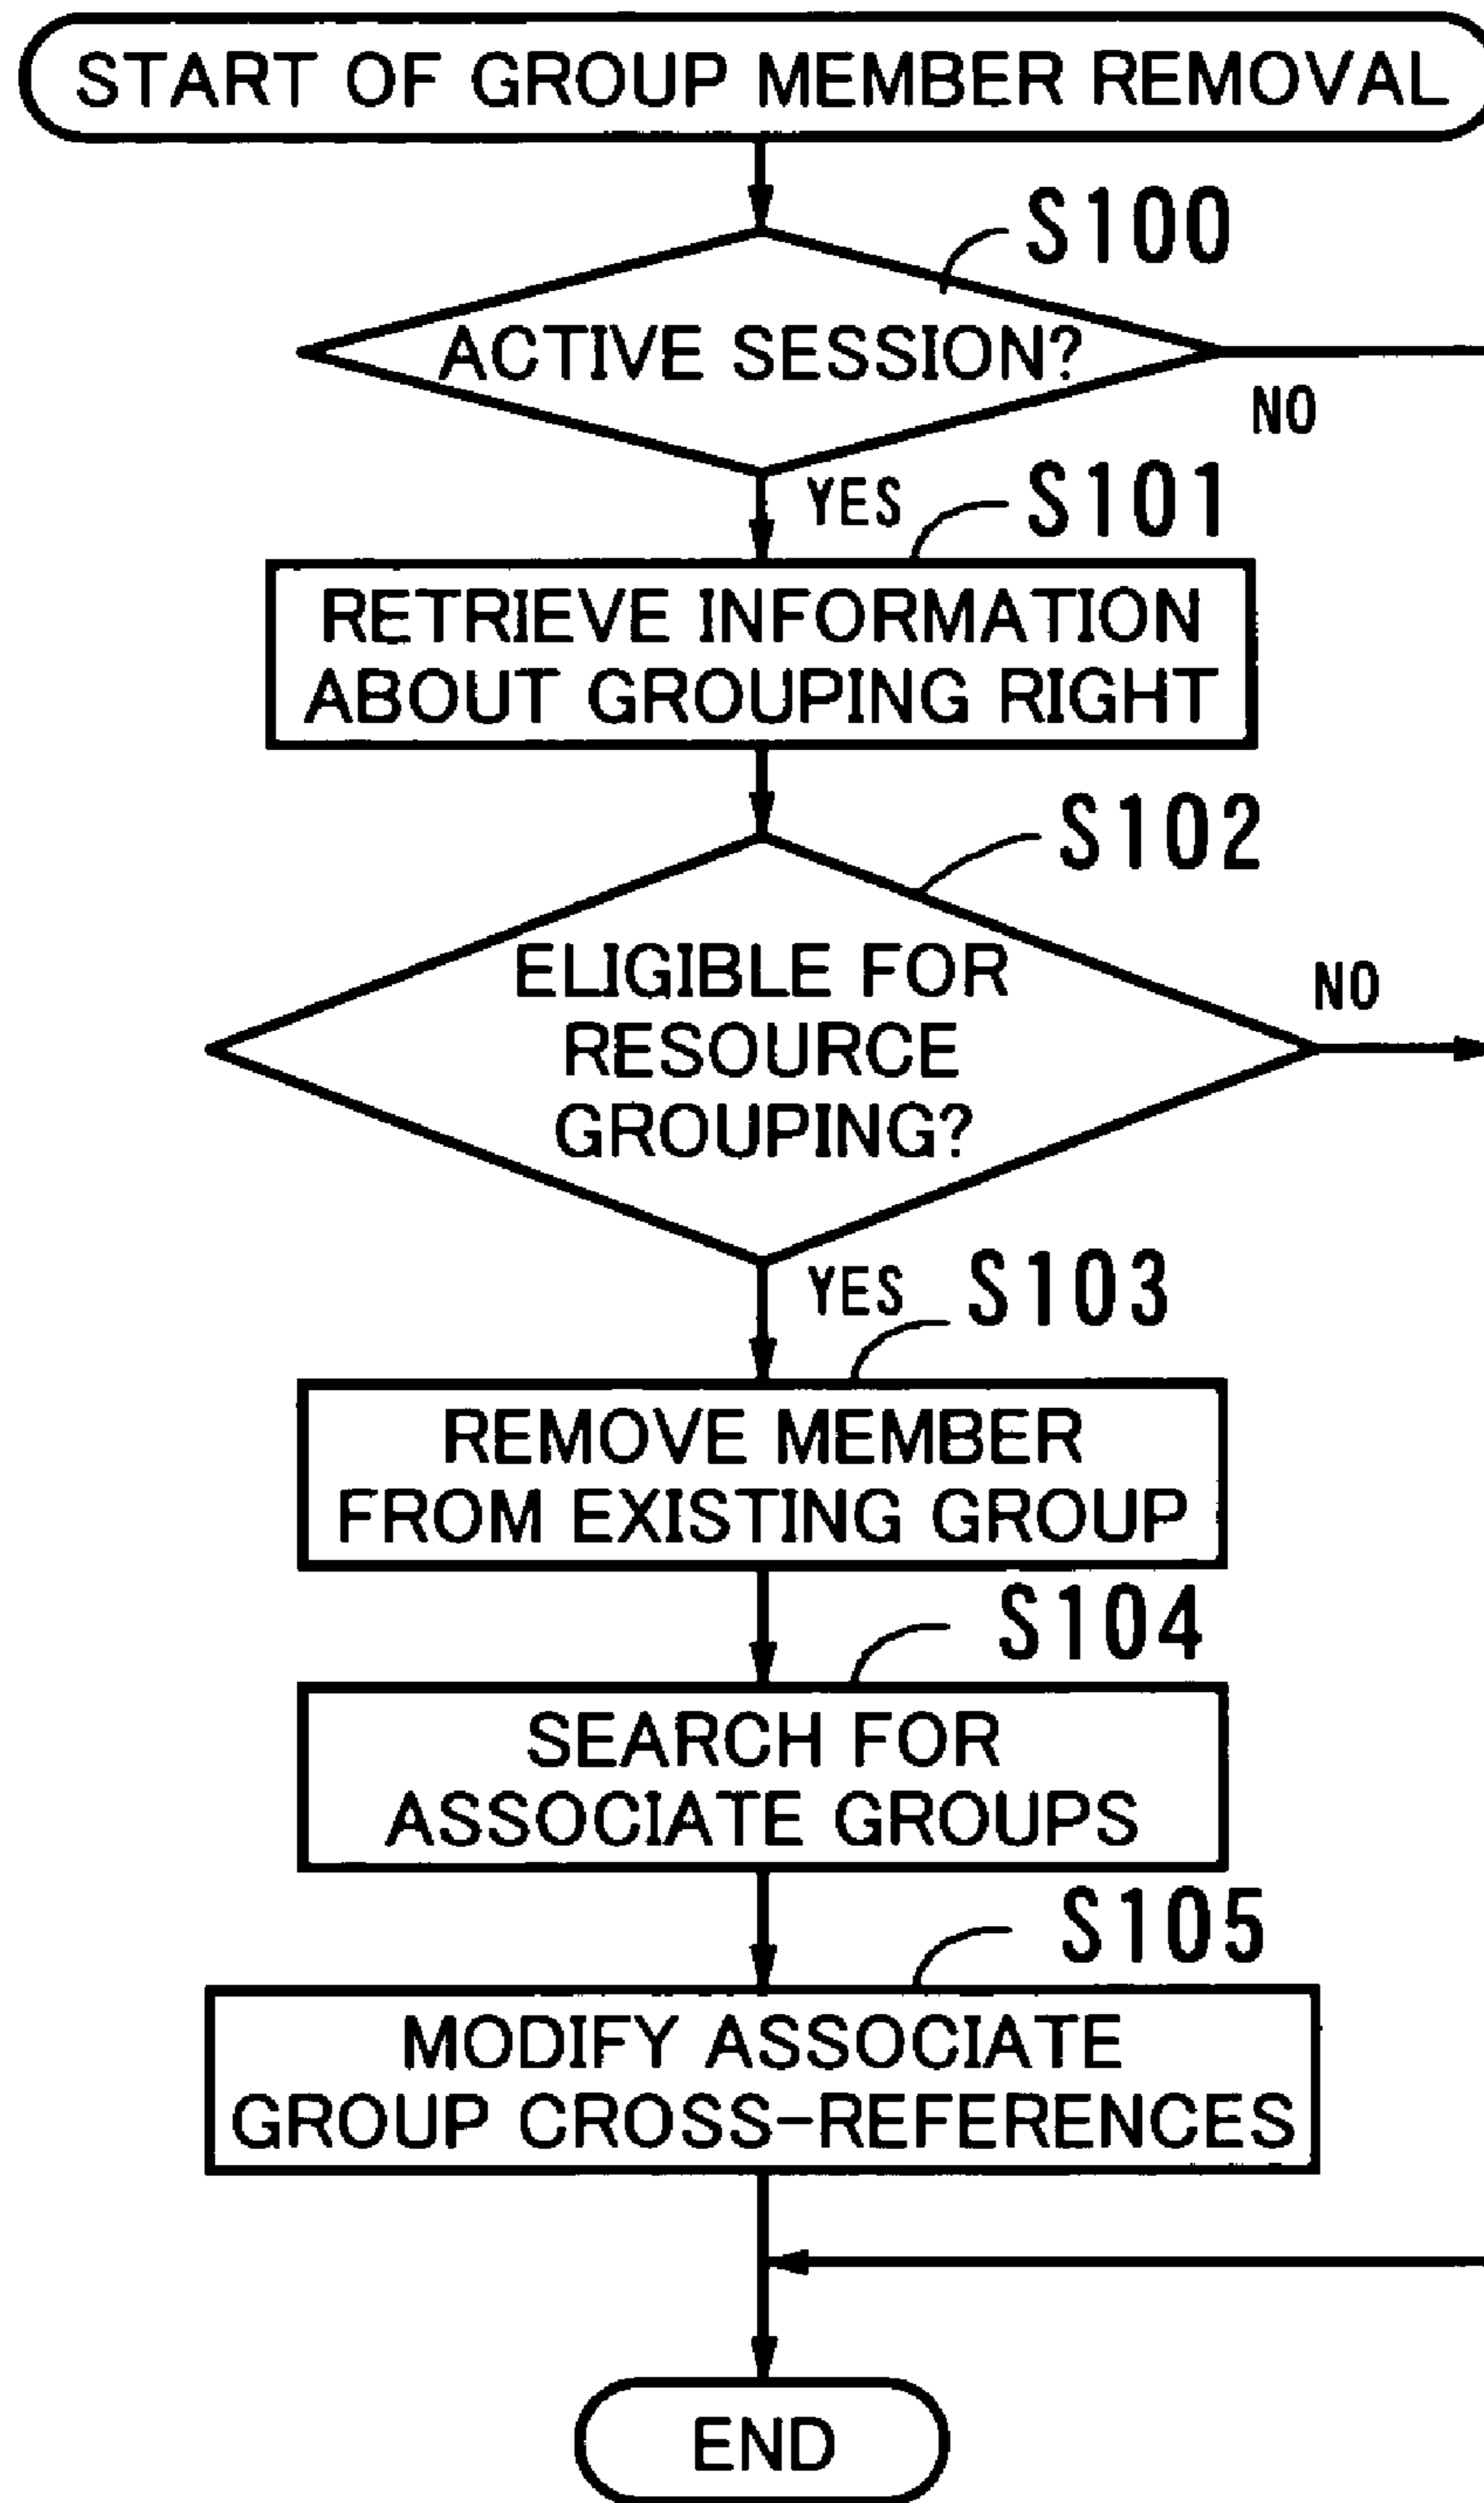 START OF GROUP MEMBER REMOVAL
S100
ACTIVE SESSION?
NO
YES
S101
RETRIEVE INFORMATION
ABOUT GROUPING RIGHT
S102
ELIGIBLE FOR
RESOURCE
GROUPING?
NO
YES
S103
REMOVE MEMBER
FROM EXISTING GROUP
S104
SEARCH FOR
ASSOCIATE GROUPS
S105
MODIFY ASSOCIATE
GROUP CROSS-REFERENCES
END